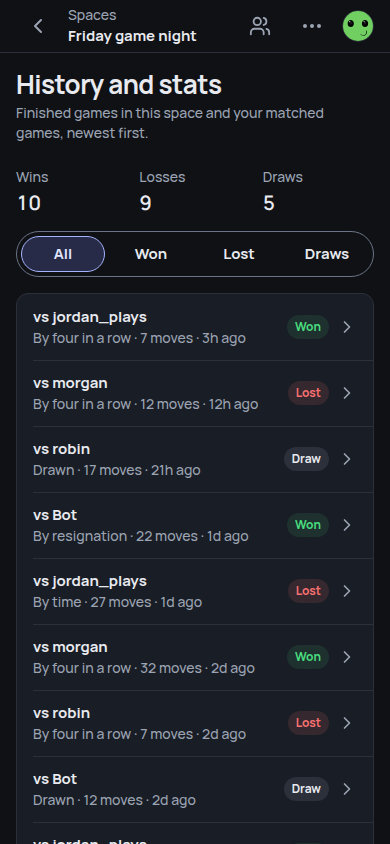 Spaces
Friday game night
History and stats
Finished games in this space and your matched
games, newest first.
Wins Losses Draws
10 9 5
All Won Lost Draws
vs jordan_plays
By four in a row · 7 moves · 3h ago
Won
vs morgan
By four in a row · 12 moves · 12h ago
Lost
vs robin
Drawn · 17 moves · 21h ago
Draw
vs Bot
By resignation · 22 moves · 1d ago
Won
vs jordan_plays
By time · 27 moves · 1d ago
Lost
vs morgan
By four in a row · 32 moves · 2d ago
Won
vs robin
By four in a row · 7 moves · 2d ago
Lost
vs Bot
Drawn · 12 moves · 2d ago
Draw
vs jordan_plays